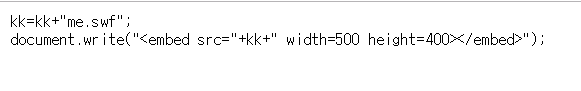 kk=kk+"me.swf";
document.write("<embed src="+kk+" width=500 height=400></embed>");